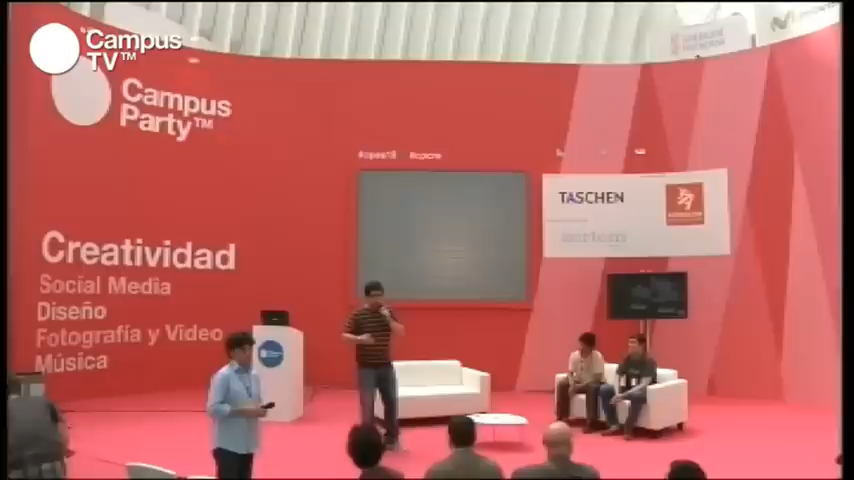 Campus
TV™
Campus
Party™
TASCHEN
Creatividad
Social Media
Diseño
Fotografía y Video
Música